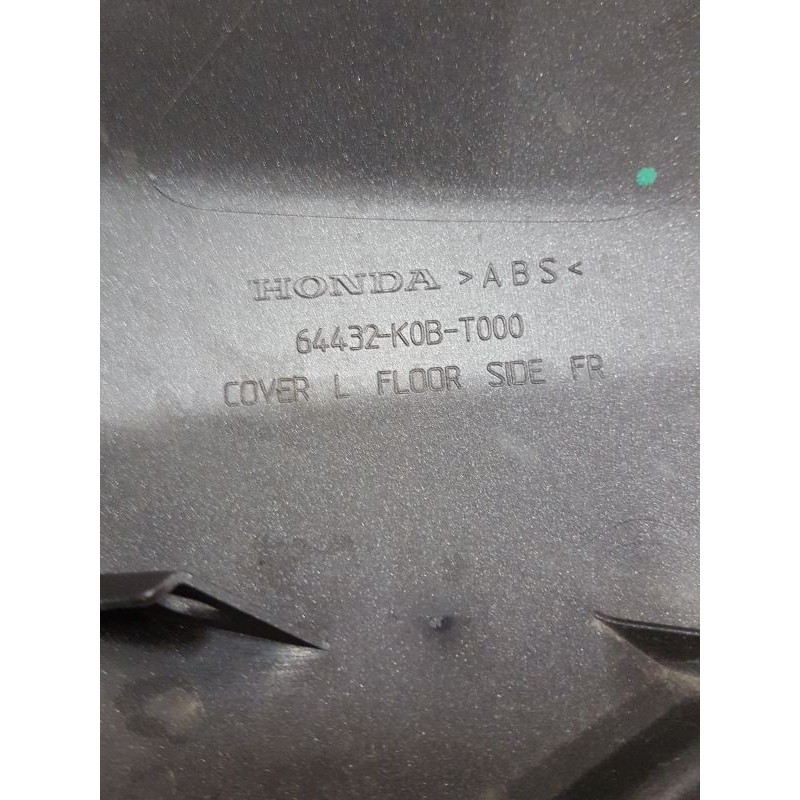 HONDA >ABS<
64432-K0B-T000
COVER L FLOOR SIDE FR